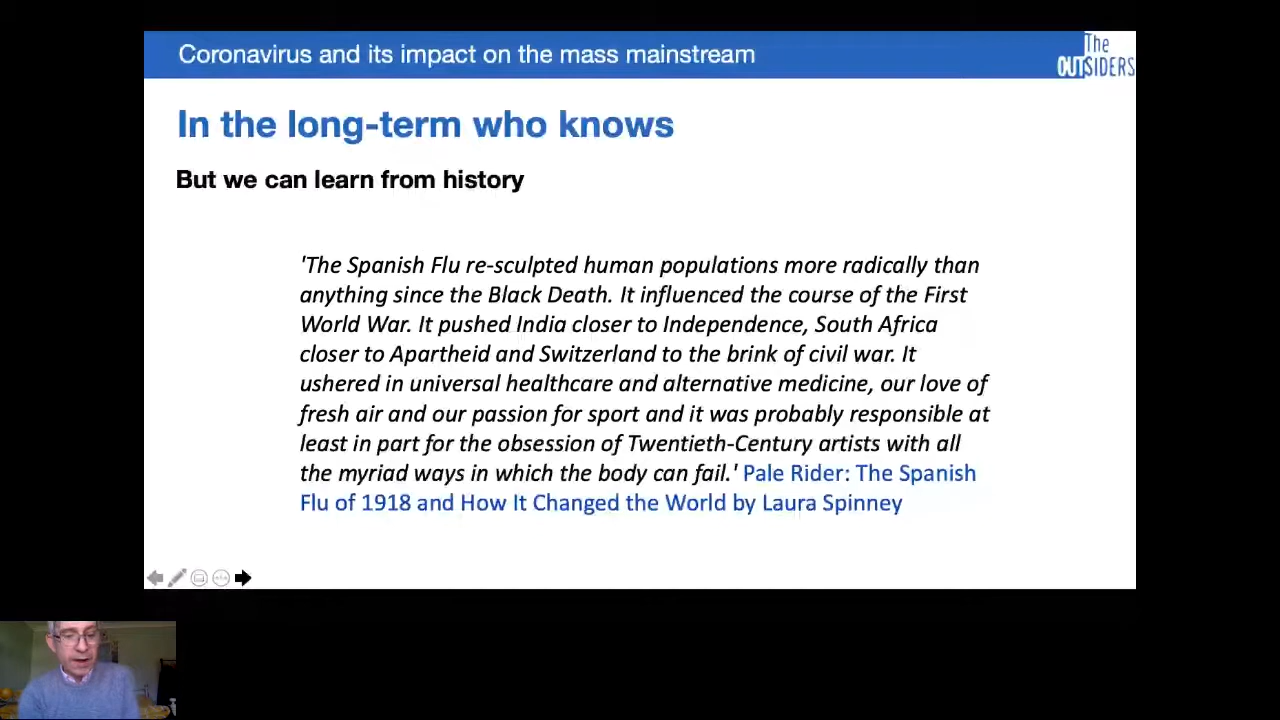 Coronavirus and its impact on the mass mainstream
The
OUTSIDERS
In the long-term who knows
But we can learn from history
'The Spanish Flu re-sculpted human populations more radically than
anything since the Black Death. It influenced the course of the First
World War. It pushed India closer to Independence, South Africa
closer to Apartheid and Switzerland to the brink of civil war. It
ushered in universal healthcare and alternative medicine, our love of
fresh air and our passion for sport and it was probably responsible at
least in part for the obsession of Twentieth-Century artists with all
the myriad ways in which the body can fail.' Pale Rider: The Spanish
Flu of 1918 and How It Changed the World by Laura Spinney